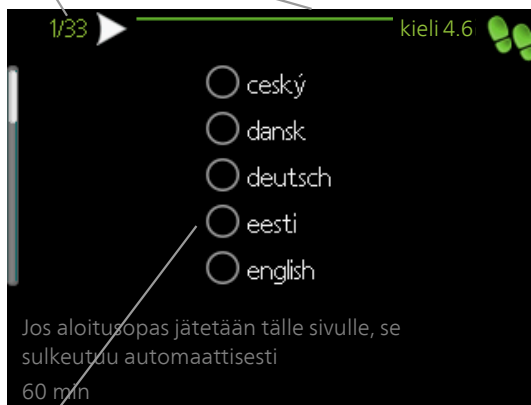 1/33 kieli 4.6
ceský
dansk
deutsch
eesti
english
Jos aloitusopas jätetään tälle sivulle, se
sulkeutuu automaattisesti
60 min